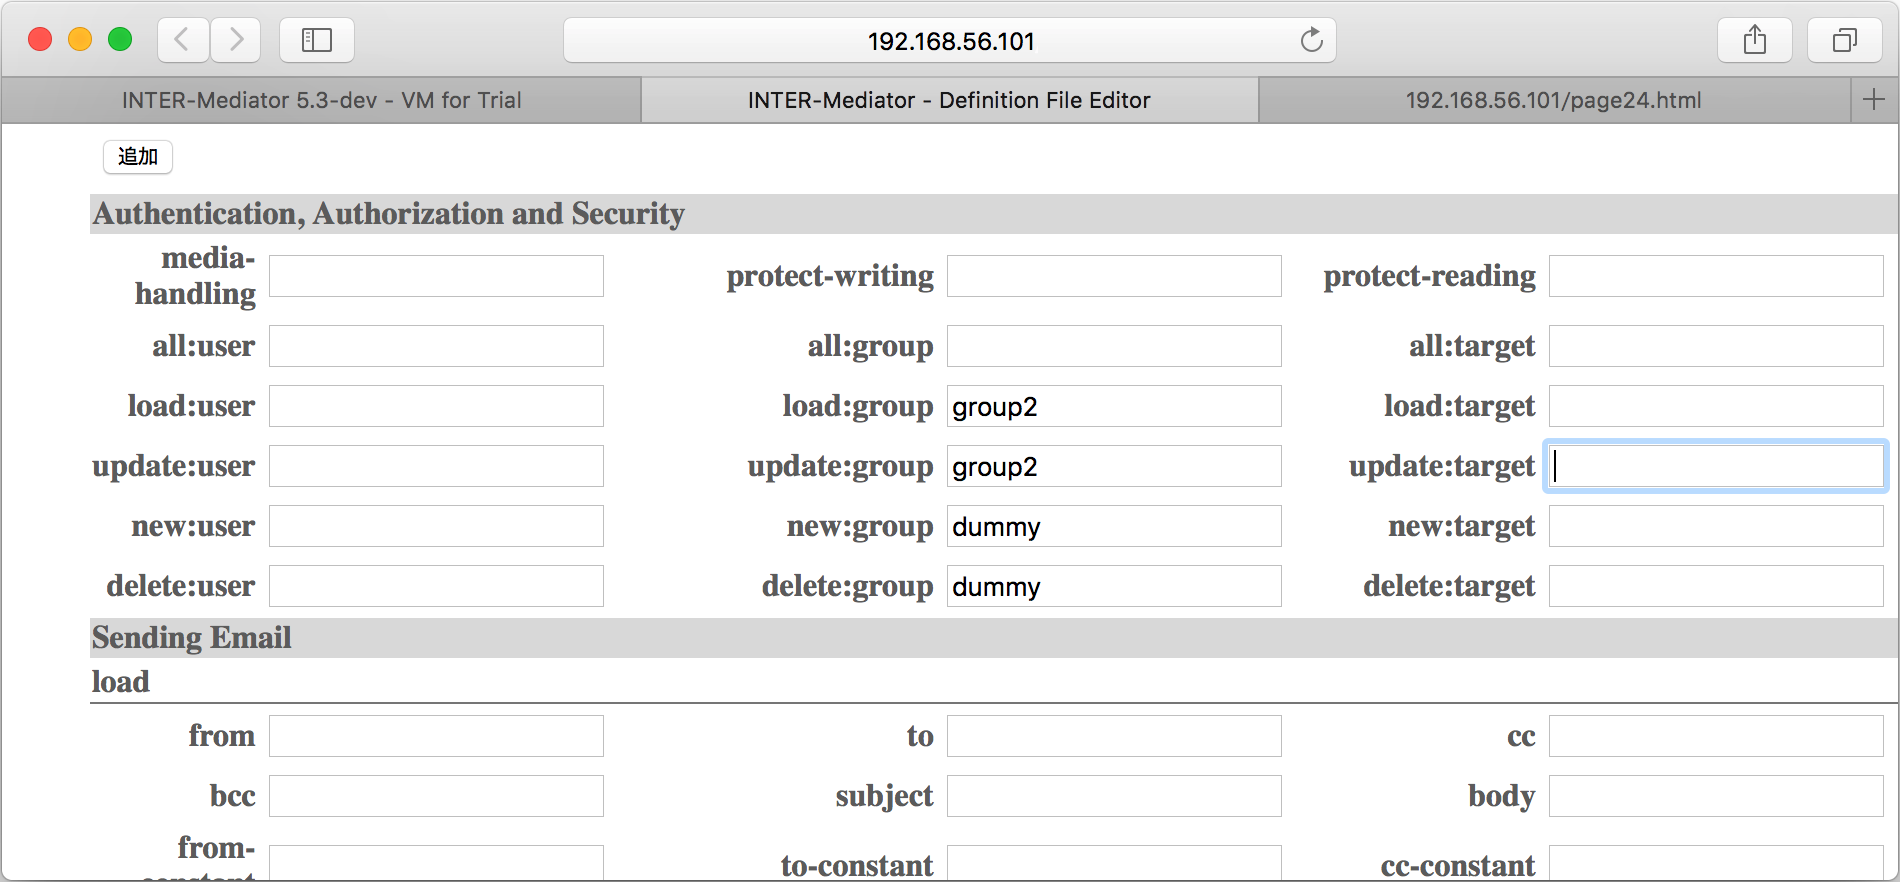 192.168.56.101
INTER-Mediator 5.3-dev - VM for Trial INTER-Mediator - Definition File Editor 192.168.56.101/page24.html
追加
Authentication, Authorization and Security
media-handling protect-writing protect-reading
all:user all:group all:target
load:user load:group group2 load:target
update:user update:group group2 update:target
new:user new:group dummy new:target
delete:user delete:group dummy delete:target
Sending Email
load
from to cc
bcc subject body
from- to-constant cc-constant